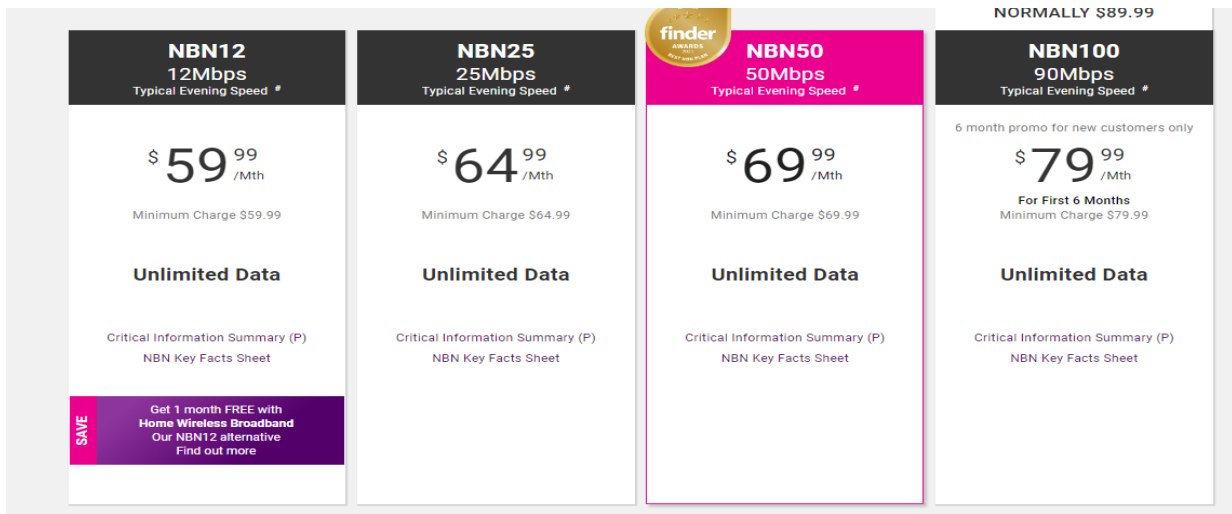 NORMALLY $89.99
NBN12
12Mbps
Typical Evening Speed #
$59.99
/Mth
Minimum Charge $59.99
Unlimited Data
Critical Information Summary (P)
NBN Key Facts Sheet
SAVE
Get 1 month FREE with
Home Wireless Broadband
Our NBN12 alternative
Find out more
NBN25
25Mbps
Typical Evening Speed #
$64.99
/Mth
Minimum Charge $64.99
Unlimited Data
Critical Information Summary (P)
NBN Key Facts Sheet
finder
AWARDS
BEST NBN PLAN
NBN50
50Mbps
Typical Evening Speed #
$69.99
/Mth
Minimum Charge $69.99
Unlimited Data
Critical Information Summary (P)
NBN Key Facts Sheet
NBN100
90Mbps
Typical Evening Speed #
6 month promo for new customers only
$79.99
/Mth
For First 6 Months
Minimum Charge $79.99
Unlimited Data
Critical Information Summary (P)
NBN Key Facts Sheet